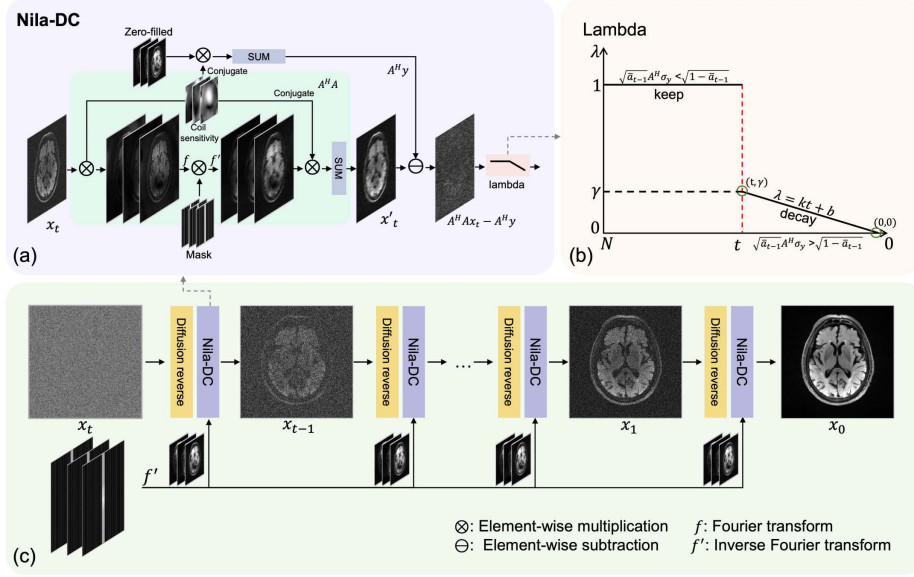 Nila-DC
Zero-filled
SUM
Conjugate
Conjugate
A^H A
A^H y
Coil
sensitivity
f
f'
SUM
lambda
x_t
x'_t
A^H Ax_t − A^H y
Mask
(a)
Lambda
λ
1
√ā_{t−1}A^Hσ_y<√1 − ā_{t−1}
keep
γ
(t,γ)
λ = kt + b
decay
(0,0)
0
N
t
√ā_{t−1}A^Hσ_y>√1 − ā_{t−1}
0
(b)
Diffusion reverse
Nila-DC
Diffusion reverse
Nila-DC
...
Diffusion reverse
Nila-DC
Diffusion reverse
Nila-DC
x_t
x_{t−1}
x_1
x_0
f'
⊗: Element-wise multiplication
f: Fourier transform
⊖: Element-wise subtraction
f': Inverse Fourier transform
(c)